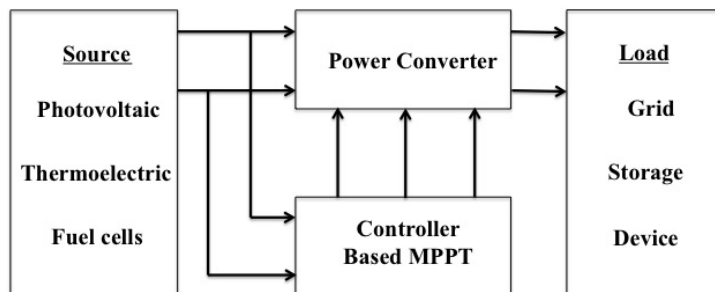 Source
Photovoltaic
Thermoelectric
Fuel cells
Power Converter
Controller
Based MPPT
Load
Grid
Storage
Device